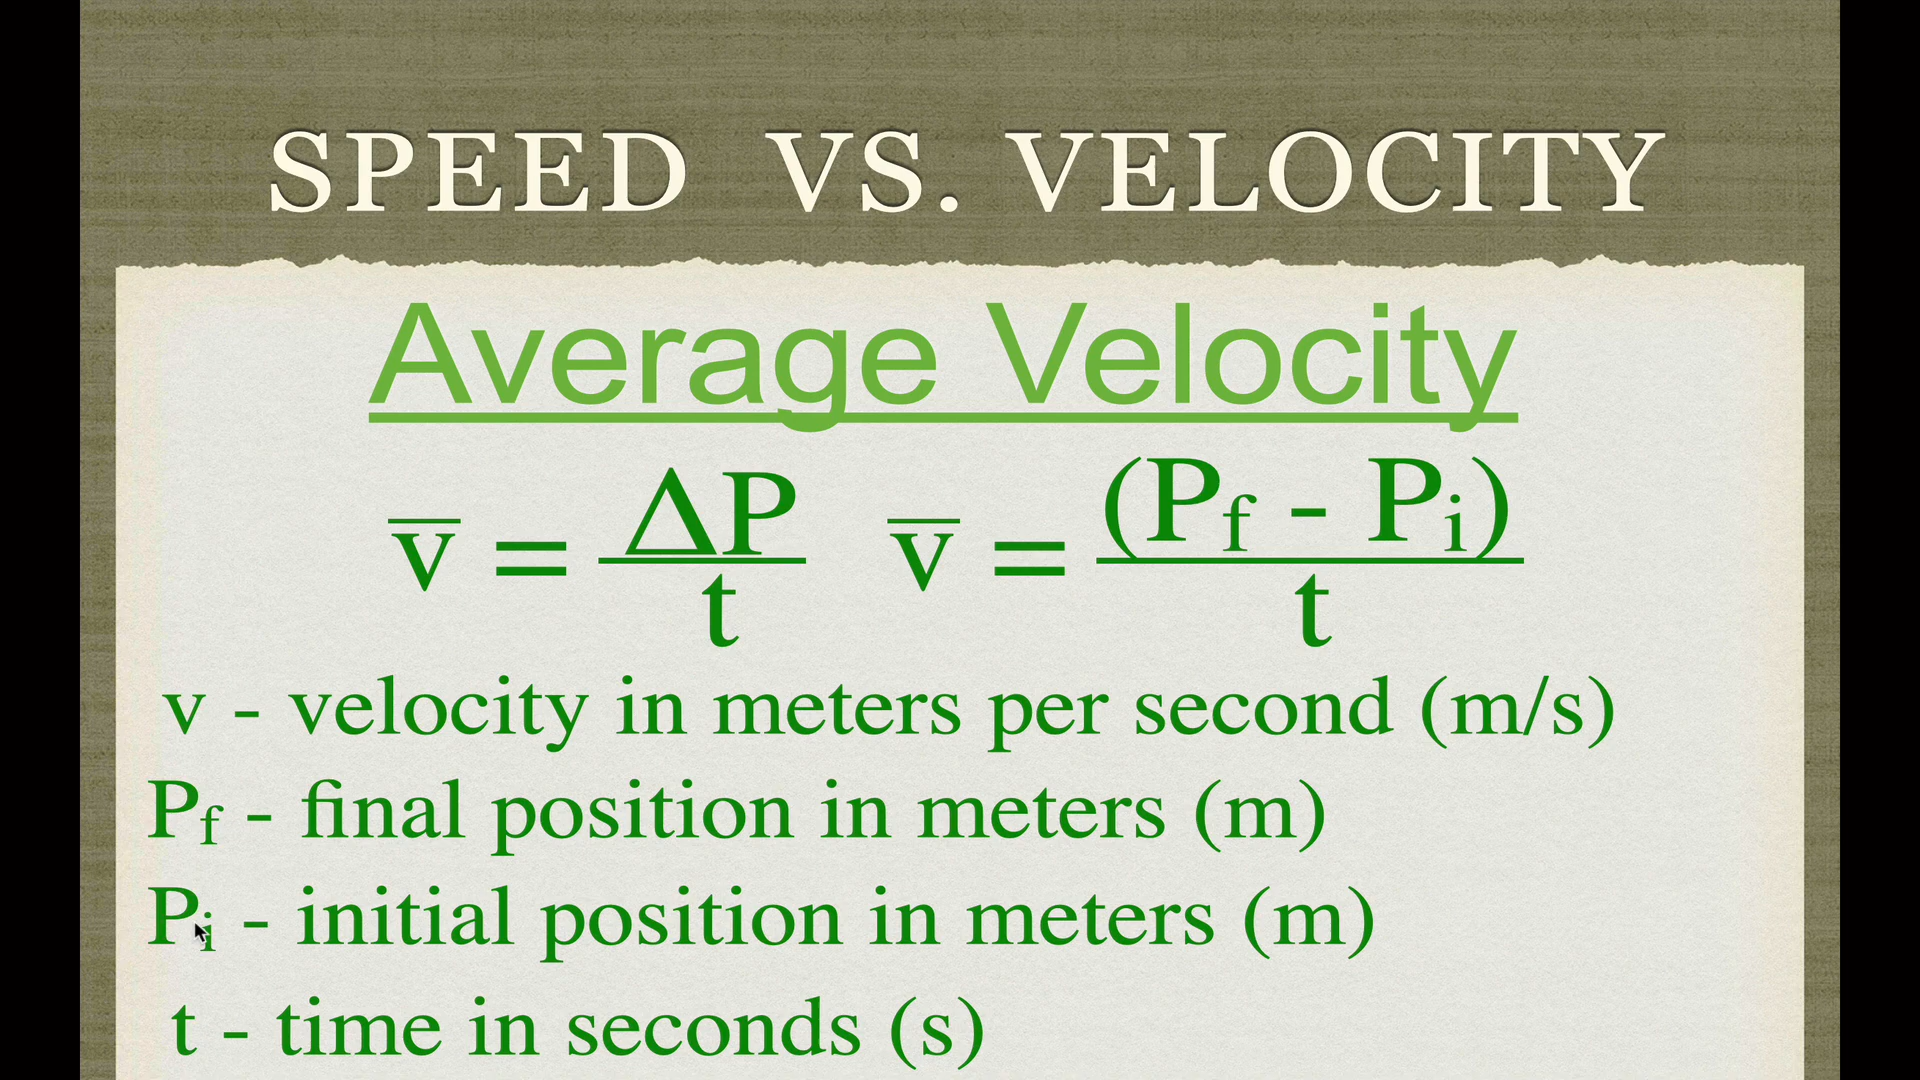 SPEED VS. VELOCITY
Average Velocity
v̅ = ΔP/t v̅ = (Pf - Pi)/t
v - velocity in meters per second (m/s)
Pf - final position in meters (m)
Pi - initial position in meters (m)
t - time in seconds (s)